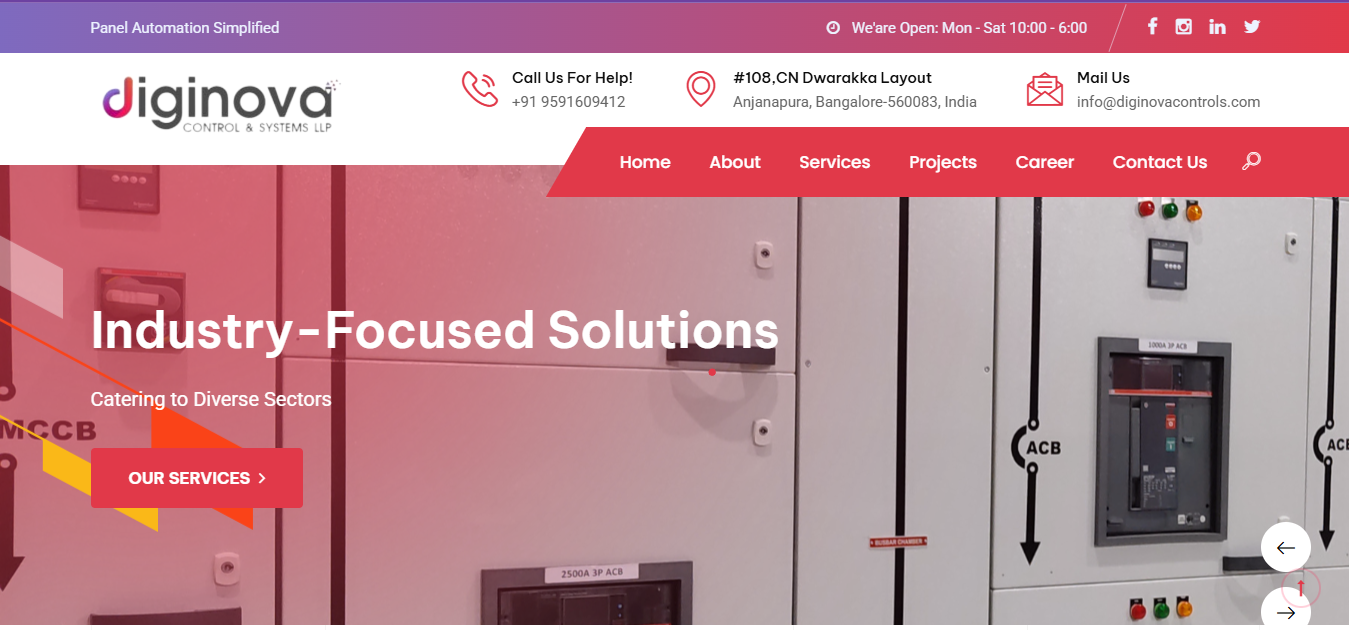 Panel Automation Simplified
We'are Open: Mon - Sat 10:00 - 6:00
diginova
CONTROL & SYSTEMS LLP
Call Us For Help!
+91 9591609412
#108,CN Dwarakka Layout
Anjanapura, Bangalore-560083, India
Mail Us
info@diginovacontrols.com
Home
About
Services
Projects
Career
Contact Us
Industry-Focused Solutions
Catering to Diverse Sectors
OUR SERVICES
MCCB
1000A 3P ACB
ACB
ACB
BUSBAR CHAMBER
2500A 3P ACB